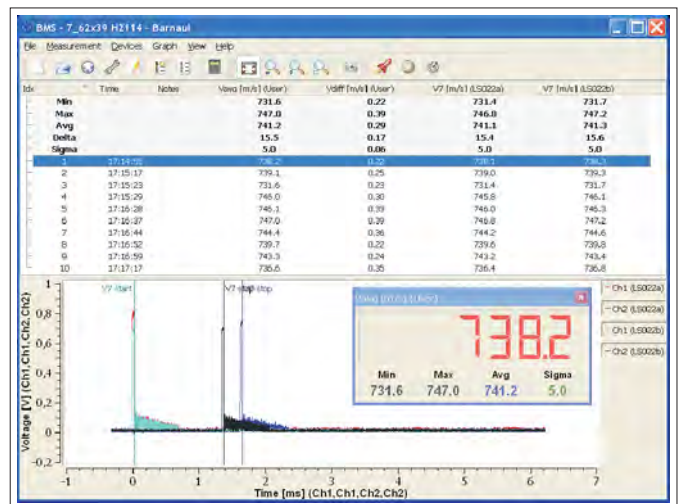 BMS - 7_62x39 H2114 - Barnaul
File Measurement Devices Graph View Help
Idx Time Notes Vavg [m/s] (User) Vdiff [m/s] (User) V7 [m/s] (LS022a) V7 [m/s] (LS022b)
Min 731.6 0.22 731.4 731.7
Max 747.0 0.39 746.8 747.2
Avg 741.2 0.29 741.1 741.3
Delta 15.5 0.17 15.4 15.6
Sigma 5.0 0.06 5.0 5.0
1 738.2 0.22 738.1 738.3
2 17:15:17 739.1 0.25 739.0 739.3
3 17:15:23 731.6 0.23 731.4 731.7
4 17:15:29 746.0 0.30 745.8 746.1
5 17:16:28 746.1 0.39 746.0 746.3
6 17:16:37 747.0 0.39 746.8 747.2
7 17:16:44 744.4 0.36 744.2 744.6
8 17:16:52 739.7 0.22 739.6 739.8
9 17:16:59 743.3 0.24 743.2 743.4
10 17:17:17 736.6 0.35 736.4 736.8
V7-start
V7-stop
Ch1 (LS022a)
Ch2 (LS022a)
Ch1 (LS022b)
Ch2 (LS022b)
Vavg [m/s] (User)
738.2
Min Max Avg Sigma
731.6 747.0 741.2 5.0
Voltage [V] (Ch1,Ch1,Ch2,Ch2)
1
0,8
0,6
0,4
0,2
0
-0,2
-1 0 1 2 3 4 5 6 7
Time [ms] (Ch1,Ch1,Ch2,Ch2)